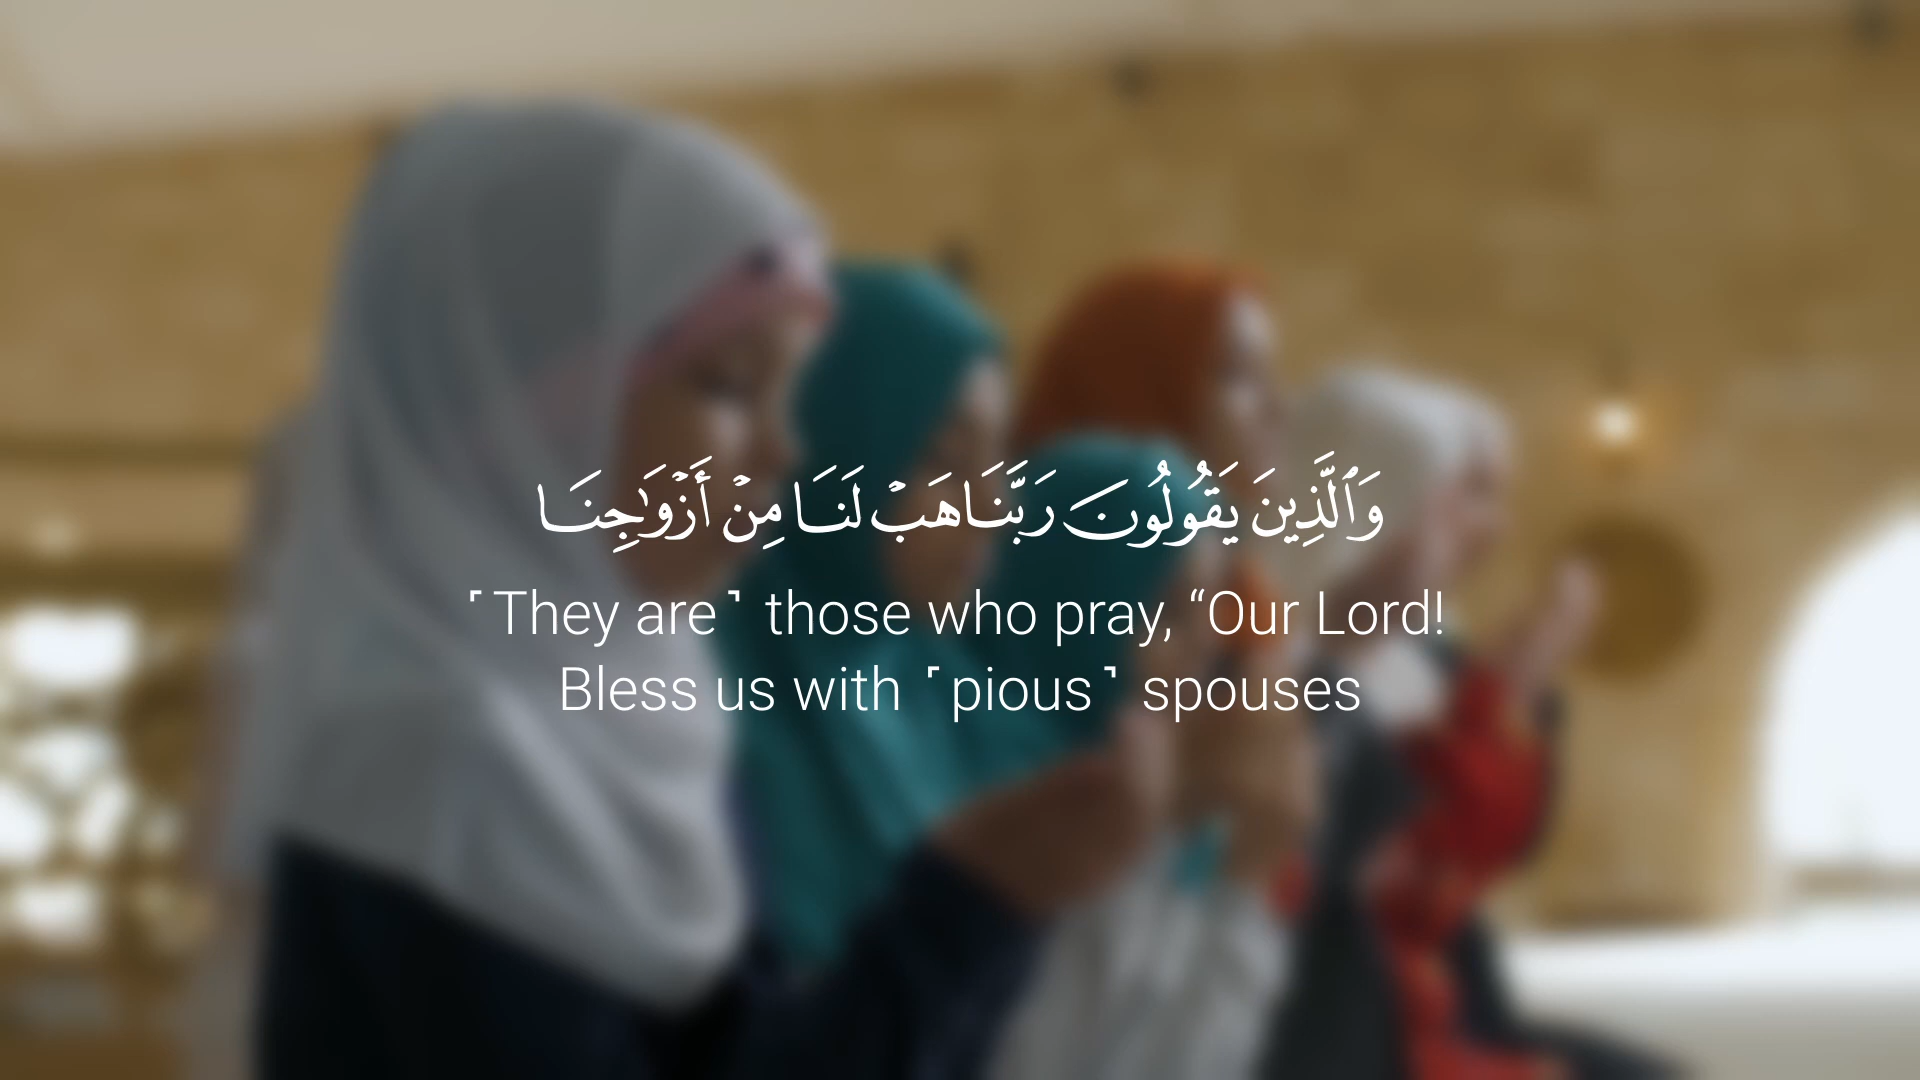 وَٱلَّذِينَ يَقُولُونَ رَبَّنَا هَبْ لَنَا مِنْ أَزْوَٰجِنَا
⸢They are⸣ those who pray, “Our Lord!
Bless us with ⸢pious⸣ spouses